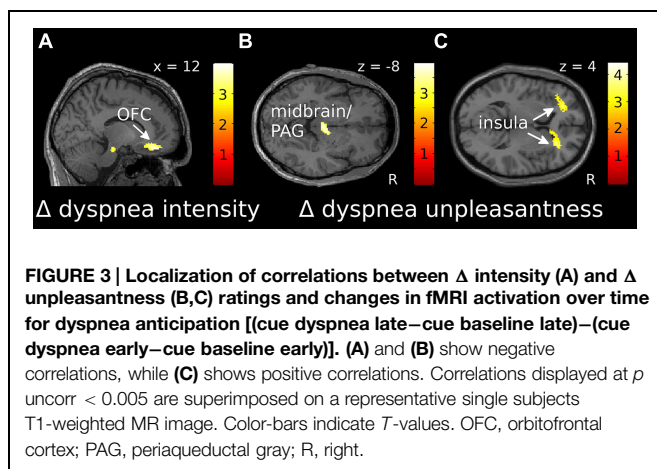 A
B
C
x = 12
z = -8
z = 4
3
2
1
3
2
1
4
3
2
1
OFC
midbrain/
PAG
insula
R
R
Δ dyspnea intensity
Δ dyspnea unpleasantness
FIGURE 3 | Localization of correlations between Δ intensity (A) and Δ
unpleasantness (B,C) ratings and changes in fMRI activation over time
for dyspnea anticipation [(cue dyspnea late–cue baseline late)–(cue
dyspnea early–cue baseline early)]. (A) and (B) show negative
correlations, while (C) shows positive correlations. Correlations displayed at p
uncorr < 0.005 are superimposed on a representative single subjects
T1-weighted MR image. Color-bars indicate T-values. OFC, orbitofrontal
cortex; PAG, periaqueductal gray; R, right.